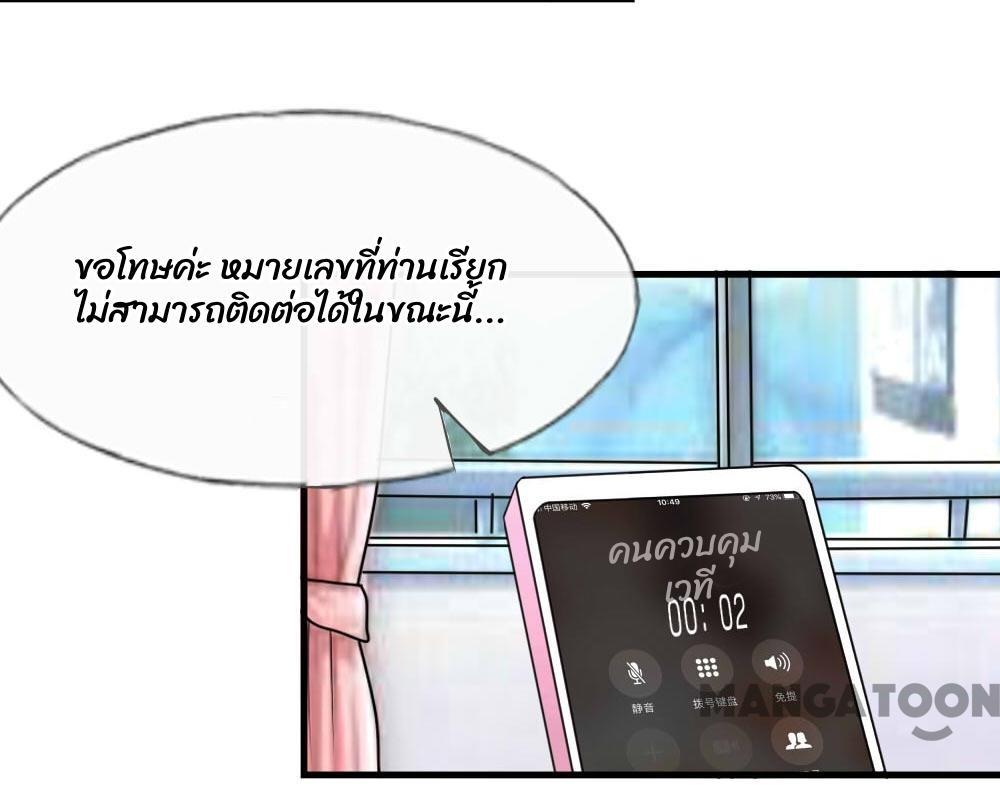 ขอโทษค่ะ หมายเลขที่ท่านเรียก
ไม่สามารถติดต่อได้ในขณะนี้...
中国移动 10:49 73%
คนควบคุม
เวที
00: 02
静音 拨号键盘 免提
MANGATOON